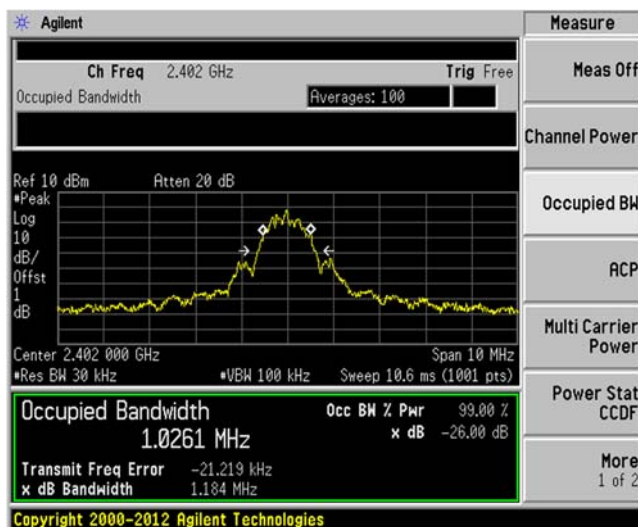 Agilent
Measure
Ch Freq 2.402 GHz Trig Free
Occupied Bandwidth Averages: 100
Meas Off
Channel Power
Occupied BW
ACP
Multi Carrier
Power
Power Stat
CCDF
More
1 of 2
Ref 10 dBm Atten 20 dB
#Peak
Log
10
dB/
Offst
1
dB
Center 2.402 000 GHz Span 10 MHz
#Res BW 30 kHz #VBW 100 kHz Sweep 10.6 ms (1001 pts)
Occupied Bandwidth Occ BW % Pwr 99.00 %
1.0261 MHz x dB -26.00 dB
Transmit Freq Error -21.219 kHz
x dB Bandwidth 1.184 MHz
Copyright 2000-2012 Agilent Technologies